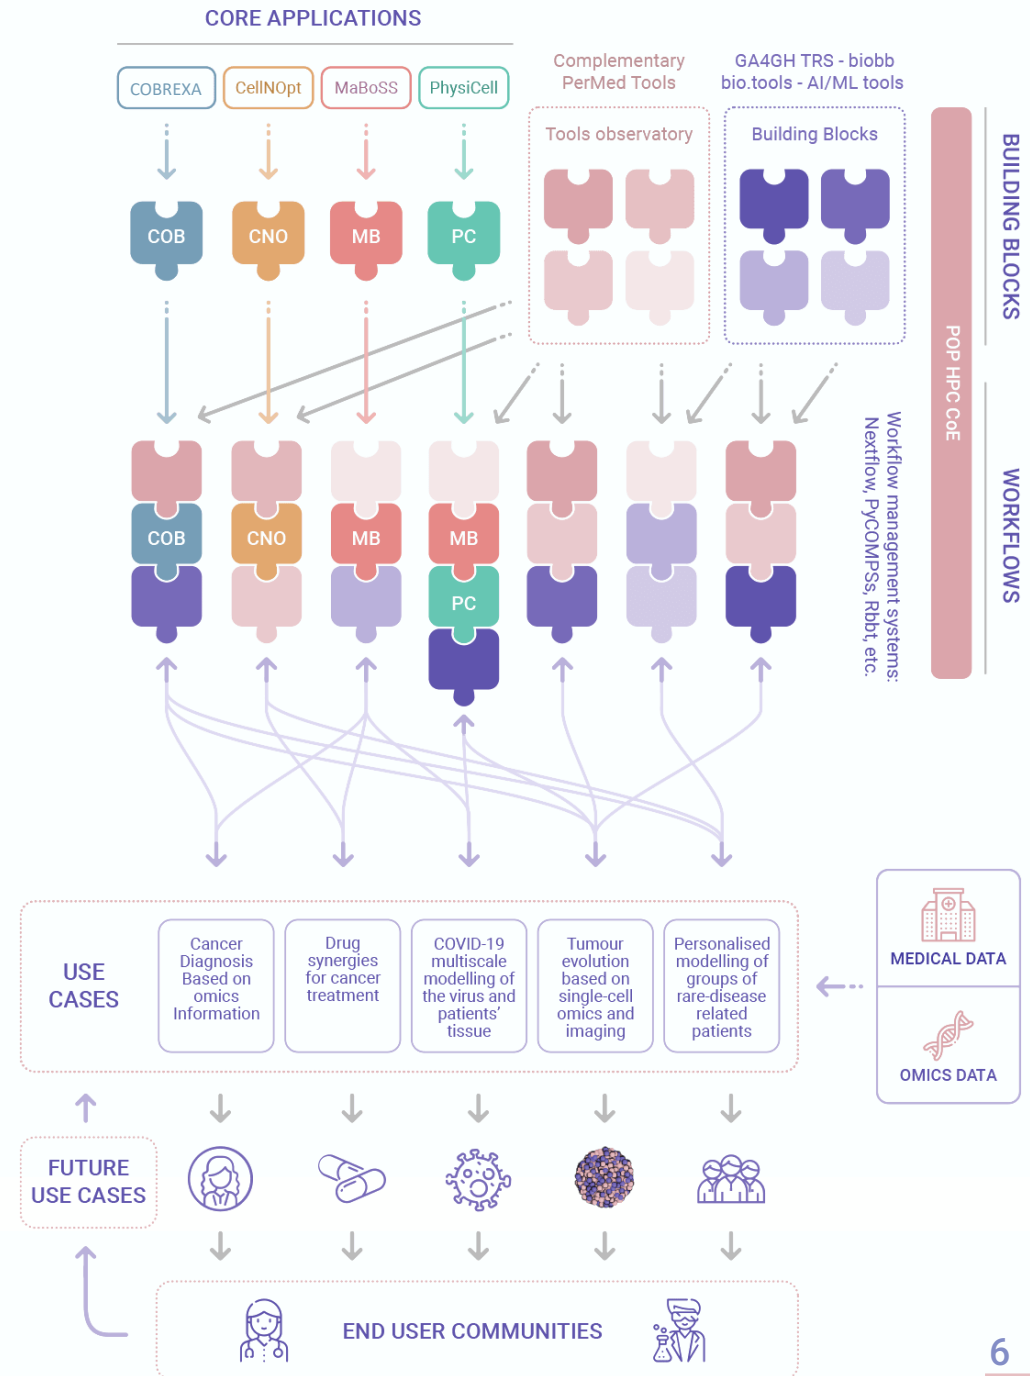 CORE APPLICATIONS
COBREXA
CellNOpt
MaBoSS
PhysiCell
Complementary
PerMed Tools
GA4GH TRS - biobb
bio.tools - AI/ML tools
Tools observatory
Building Blocks
COB
CNO
MB
PC
BUILDING BLOCKS
POP HPC CoE
WORKFLOWS
Workflow management systems:
Nextflow, PyCOMPSs, Rbbt, etc.
COB
CNO
MB
MB
PC
USE
CASES
Cancer
Diagnosis
Based on
omics
Information
Drug
synergies
for cancer
treatment
COVID-19
multiscale
modelling of
the virus and
patients’
tissue
Tumour
evolution
based on
single-cell
omics and
imaging
Personalised
modelling of
groups of
rare-disease
related
patients
MEDICAL DATA
OMICS DATA
FUTURE
USE CASES
END USER COMMUNITIES
6